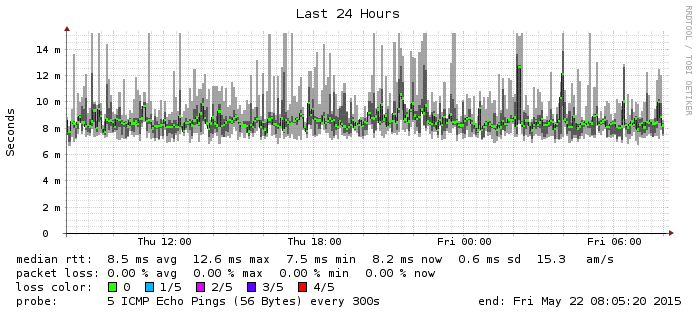 Last 24 Hours
RRDTOOL / TOBI OETIKER
Seconds
14 m
12 m
10 m
8 m
6 m
4 m
2 m
0
Thu 12:00 Thu 18:00 Fri 00:00 Fri 06:00
median rtt: 8.5 ms avg 12.6 ms max 7.5 ms min 8.2 ms now 0.6 ms sd 15.3 am/s
packet loss: 0.00 % avg 0.00 % max 0.00 % min 0.00 % now
loss color: 0 1/5 2/5 3/5 4/5
probe: 5 ICMP Echo Pings (56 Bytes) every 300s end: Fri May 22 08:05:20 2015